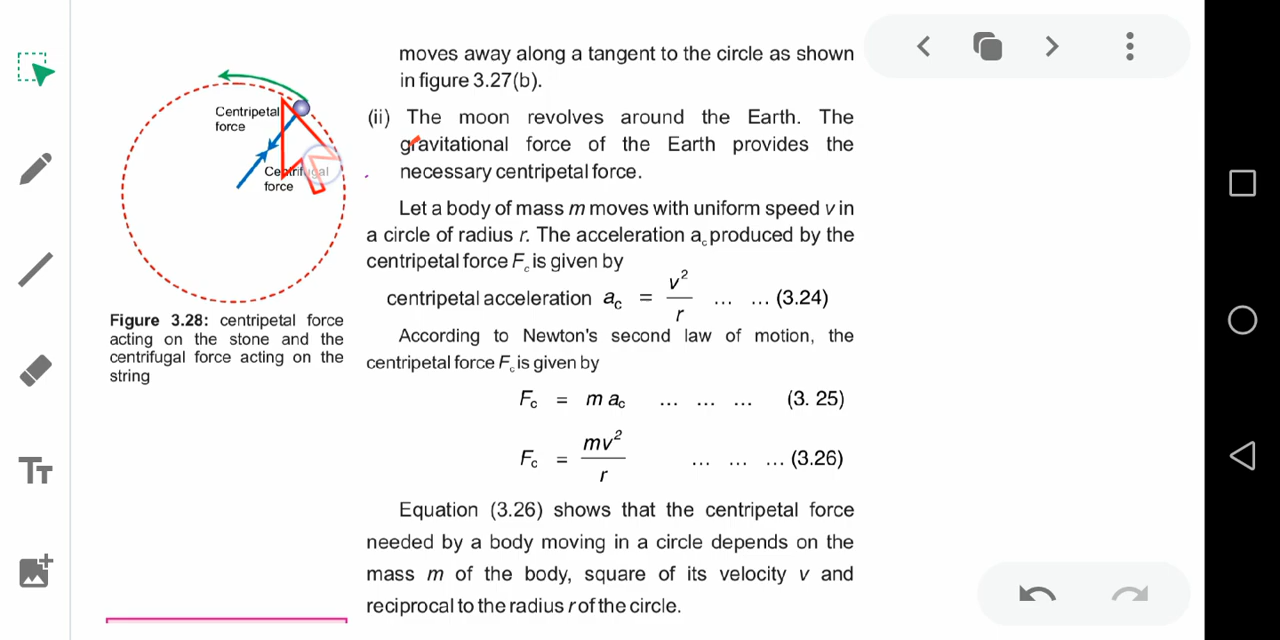 moves away along a tangent to the circle as shown
in figure 3.27(b).
(ii) The moon revolves around the Earth. The
gravitational force of the Earth provides the
necessary centripetal force.
Let a body of mass m moves with uniform speed v in
a circle of radius r. The acceleration a_c produced by the
centripetal force F_c is given by
centripetal acceleration a_c = v²/r ... ... (3.24)
According to Newton's second law of motion, the
centripetal force F_c is given by
F_c = m a_c ... ... ... (3. 25)
F_c = mv²/r ... ... ... (3.26)
Equation (3.26) shows that the centripetal force
needed by a body moving in a circle depends on the
mass m of the body, square of its velocity v and
reciprocal to the radius r of the circle.
Centripetal
force
Centrifugal
force
Figure 3.28: centripetal force
acting on the stone and the
centrifugal force acting on the
string
TT